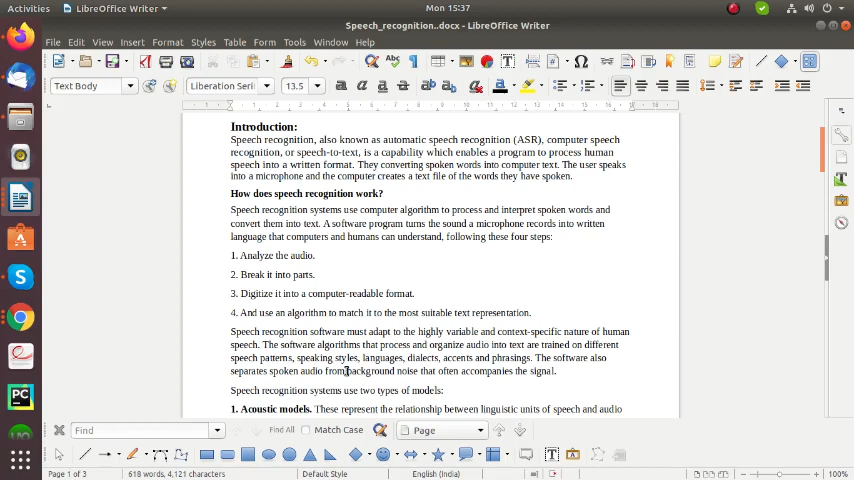 Activities LibreOffice Writer Mon 15:37
Speech_recognition..docx - LibreOffice Writer
File Edit View Insert Format Styles Table Form Tools Window Help
Text Body Liberation Seri 13.5
Introduction:
Speech recognition, also known as automatic speech recognition (ASR), computer speech
recognition, or speech-to-text, is a capability which enables a program to process human
speech into a written format. They converting spoken words into computer text. The user speaks
into a microphone and the computer creates a text file of the words they have spoken.
How does speech recognition work?
Speech recognition systems use computer algorithm to process and interpret spoken words and
convert them into text. A software program turns the sound a microphone records into written
language that computers and humans can understand, following these four steps:
1. Analyze the audio.
2. Break it into parts.
3. Digitize it into a computer-readable format.
4. And use an algorithm to match it to the most suitable text representation.
Speech recognition software must adapt to the highly variable and context-specific nature of human
speech. The software algorithms that process and organize audio into text are trained on different
speech patterns, speaking styles, languages, dialects, accents and phrasings. The software also
separates spoken audio from background noise that often accompanies the signal.
Speech recognition systems use two types of models:
1. Acoustic models. These represent the relationship between linguistic units of speech and audio
Find Find All Match Case Page
Page 1 of 3 618 words, 4,121 characters Default Style English (India) 100%